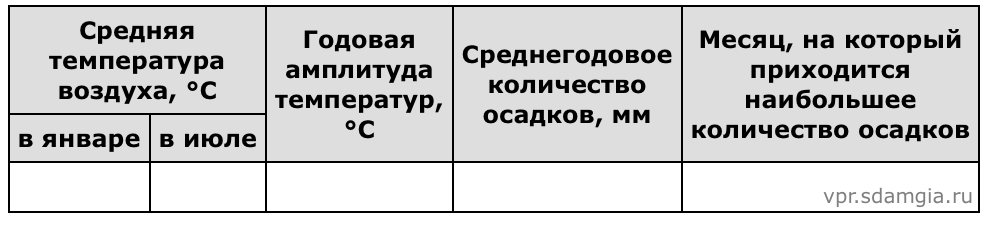 Средняя
температура
воздуха, °C
в январе
в июле
Годовая
амплитуда
температур,
°C
Среднегодовое
количество
осадков, мм
Месяц, на который
приходится
наибольшее
количество осадков
vpr.sdamgia.ru